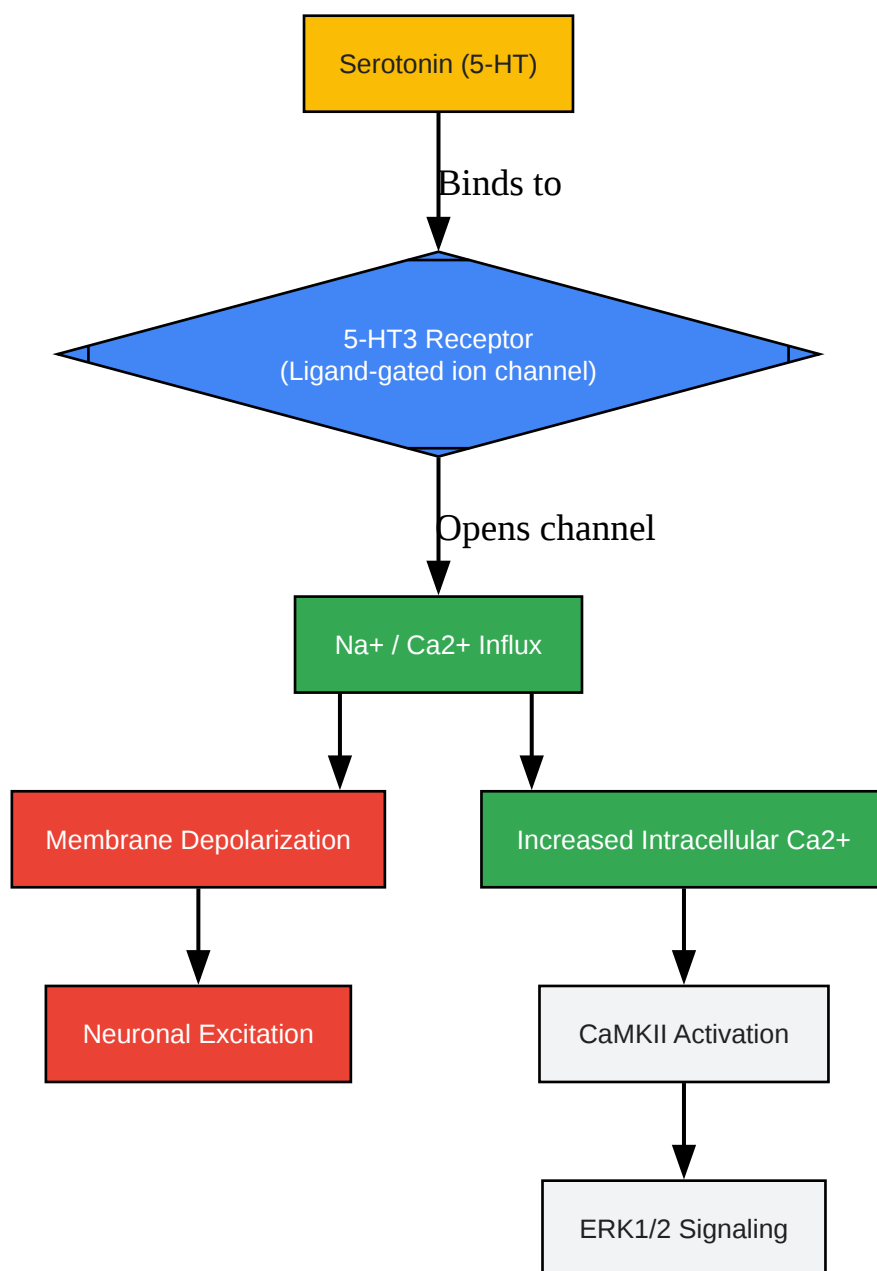 Serotonin (5-HT)
Binds to
5-HT3 Receptor
(Ligand-gated ion channel)
Opens channel
Na+ / Ca2+ Influx
Membrane Depolarization
Increased Intracellular Ca2+
Neuronal Excitation
CaMKII Activation
ERK1/2 Signaling